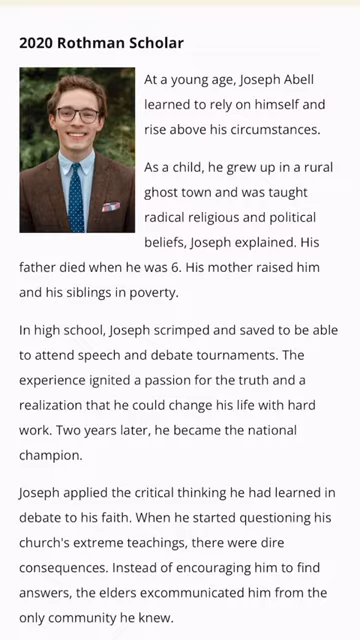 2020 Rothman Scholar
At a young age, Joseph Abell
learned to rely on himself and
rise above his circumstances.
As a child, he grew up in a rural
ghost town and was taught
radical religious and political
beliefs, Joseph explained. His
father died when he was 6. His mother raised him
and his siblings in poverty.
In high school, Joseph scrimped and saved to be able
to attend speech and debate tournaments. The
experience ignited a passion for the truth and a
realization that he could change his life with hard
work. Two years later, he became the national
champion.
Joseph applied the critical thinking he had learned in
debate to his faith. When he started questioning his
church's extreme teachings, there were dire
consequences. Instead of encouraging him to find
answers, the elders excommunicated him from the
only community he knew.